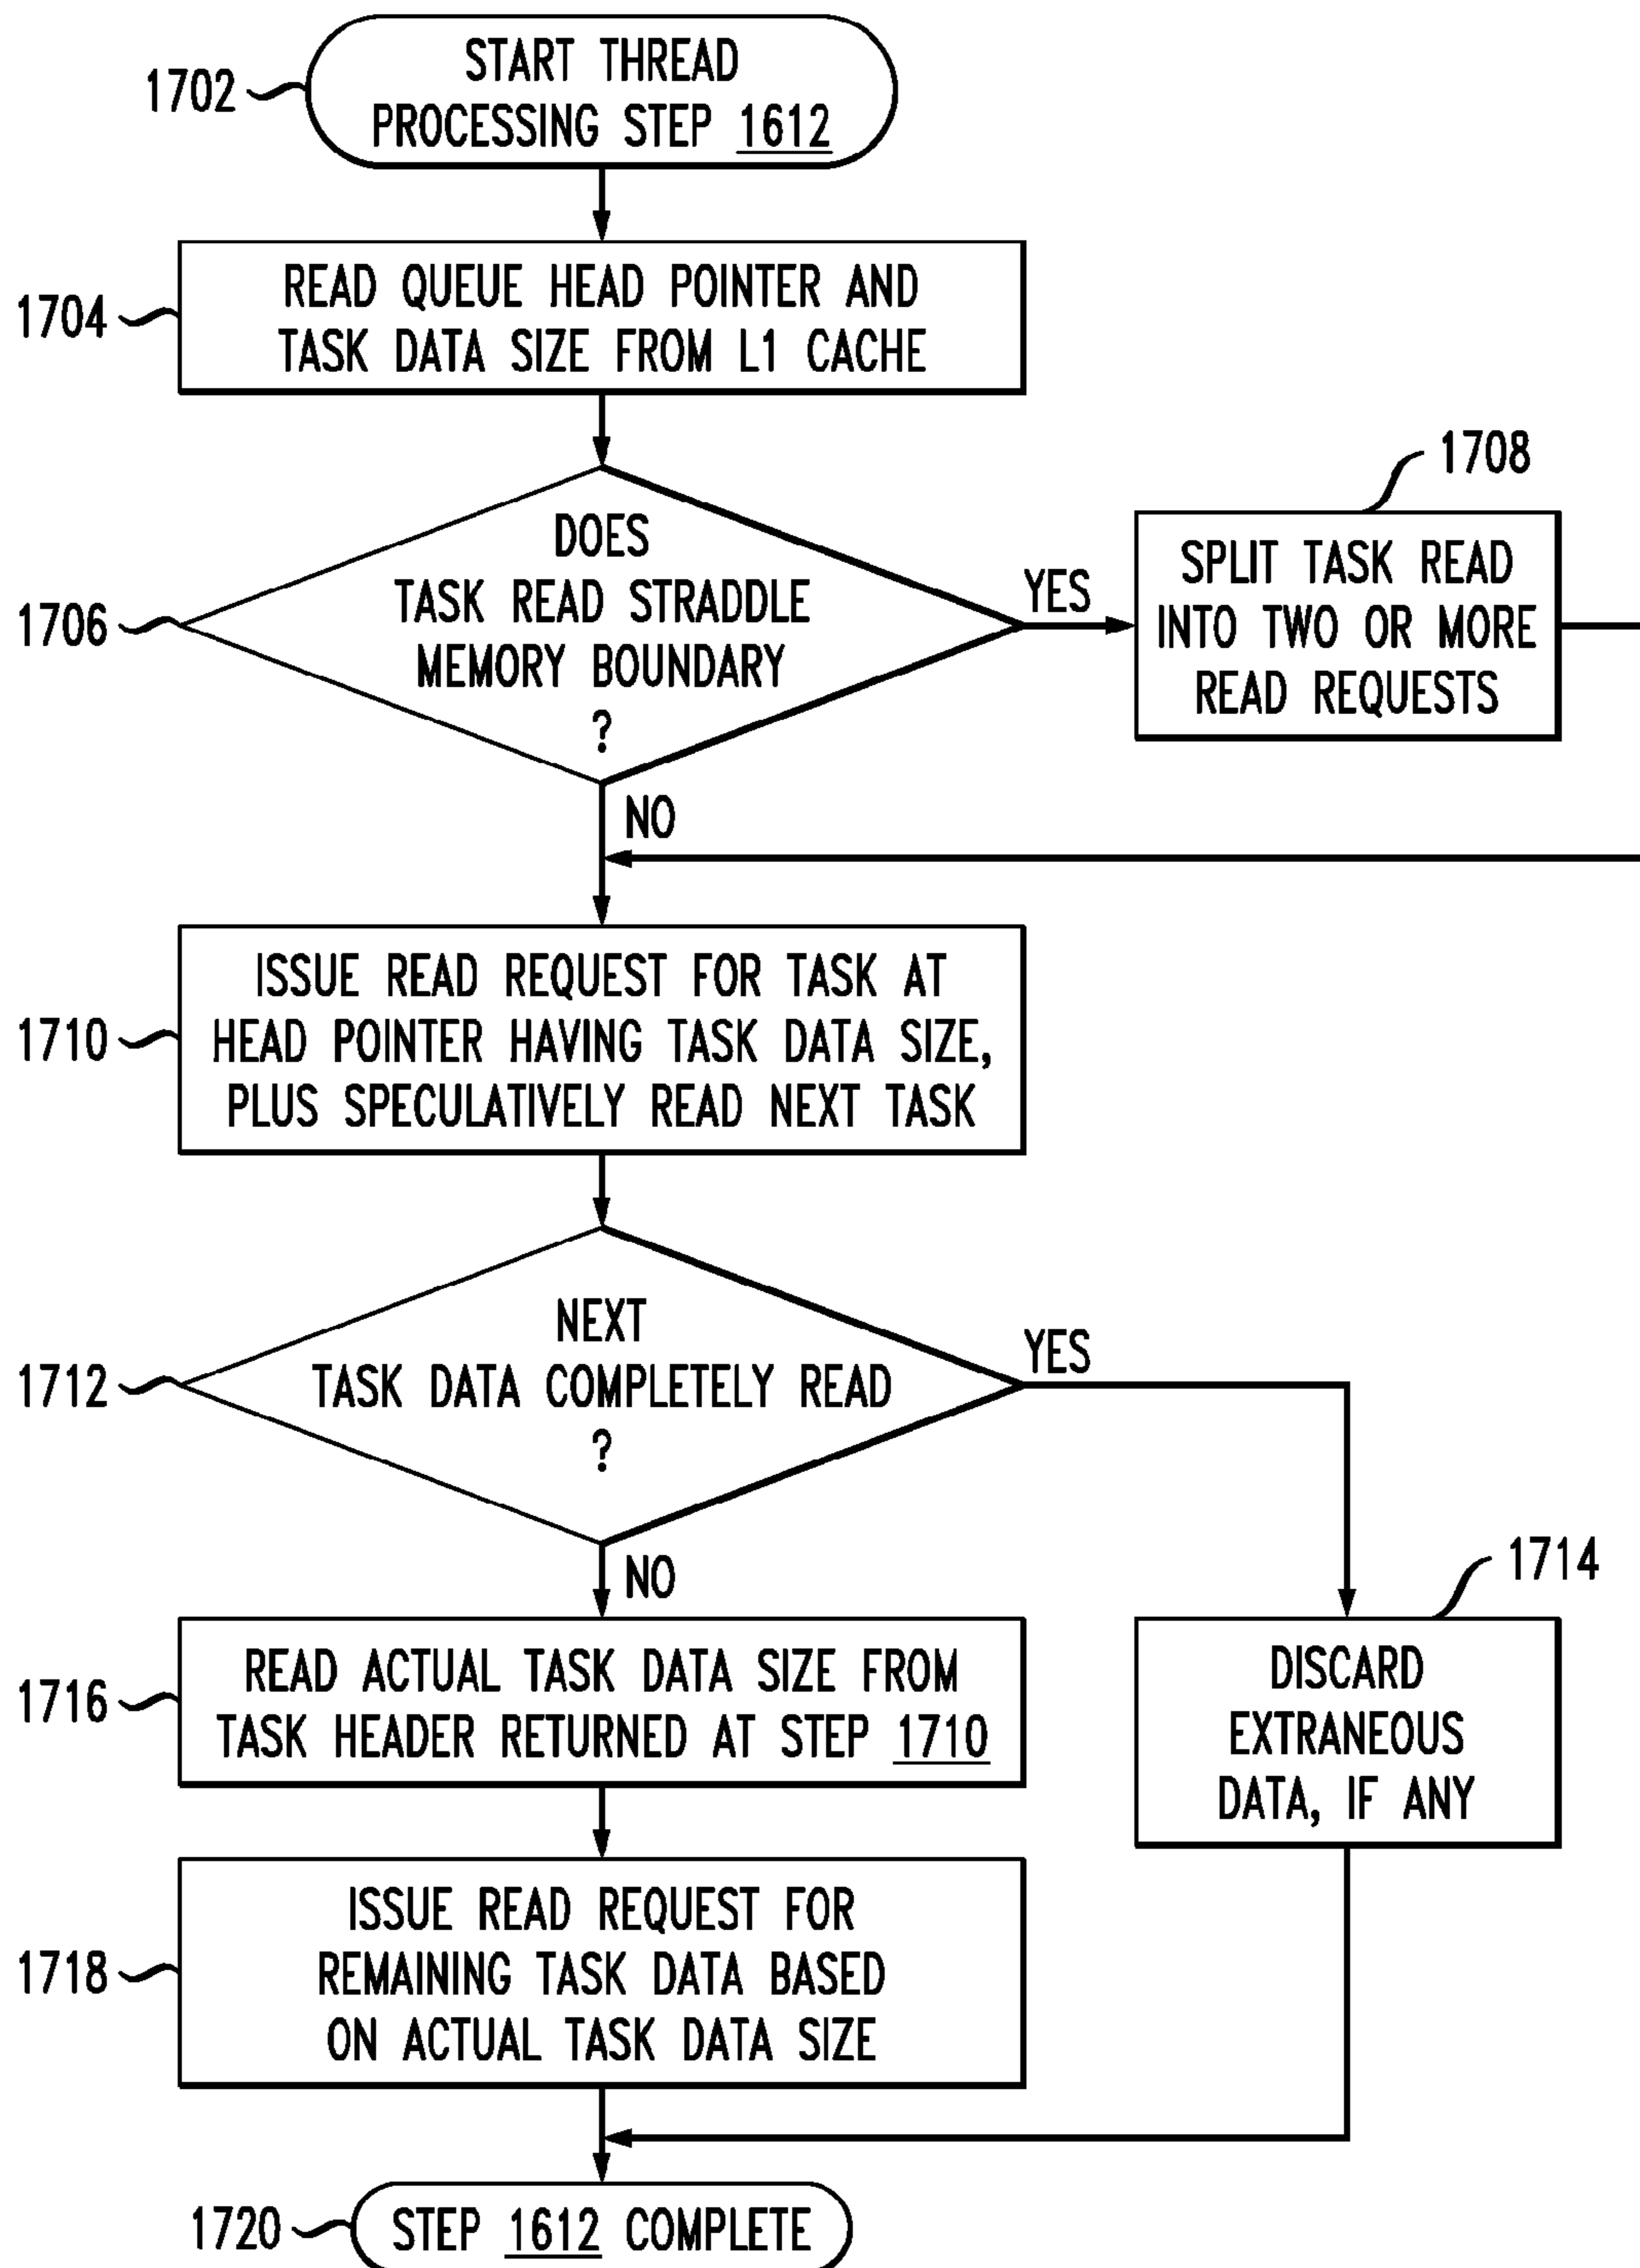 START THREAD
PROCESSING STEP 1612
1702
READ QUEUE HEAD POINTER AND
TASK DATA SIZE FROM L1 CACHE
1704
DOES
TASK READ STRADDLE
MEMORY BOUNDARY
?
1706
YES
1708
SPLIT TASK READ
INTO TWO OR MORE
READ REQUESTS
NO
ISSUE READ REQUEST FOR TASK AT
HEAD POINTER HAVING TASK DATA SIZE,
PLUS SPECULATIVELY READ NEXT TASK
1710
NEXT
TASK DATA COMPLETELY READ
?
1712
YES
NO
1714
DISCARD
EXTRANEOUS
DATA, IF ANY
READ ACTUAL TASK DATA SIZE FROM
TASK HEADER RETURNED AT STEP 1710
1716
ISSUE READ REQUEST FOR
REMAINING TASK DATA BASED
ON ACTUAL TASK DATA SIZE
1718
STEP 1612 COMPLETE
1720